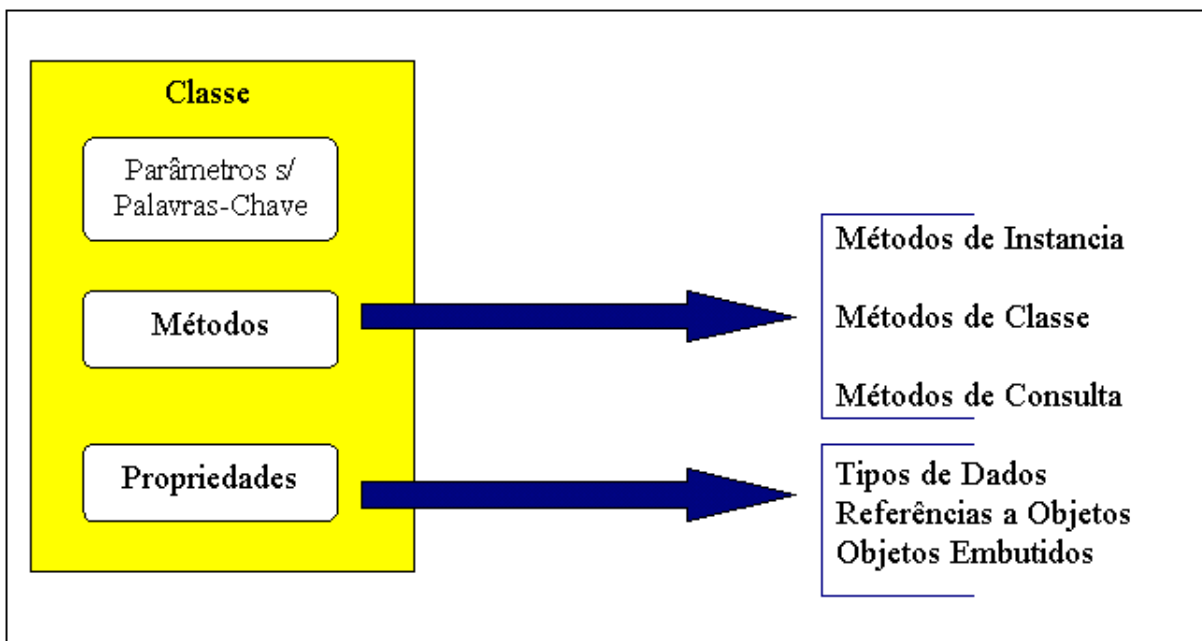 Classe
Parâmetros s/
Palavras-Chave
Métodos
Propriedades
Métodos de Instancia
Métodos de Classe
Métodos de Consulta
Tipos de Dados
Referências a Objetos
Objetos Embutidos